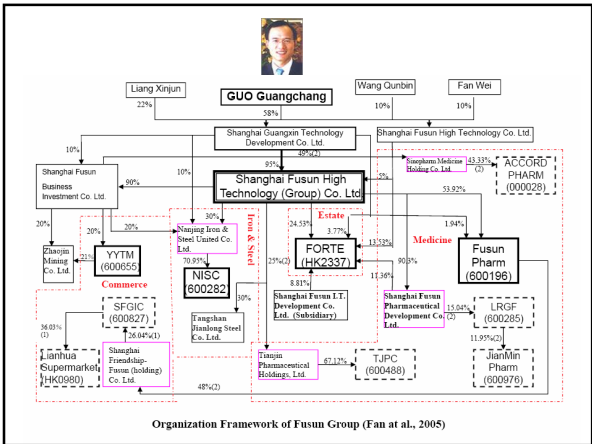 Liang Xinjun
Wang Qunbin
Fan Wei
GUO Guangchang
22%
58%
10%
10%
Shanghai Guangxin Technology
Development Co. Ltd.
Shanghai Fusun High Technology Co. Ltd.
49%(2)
10%
10%
95%
5%
Sinopharm Medicine
Holding Co. Ltd.
43.33%
(2)
ACCORD
PHARM
(000028)
Shanghai Fusun
Business
Investment Co. Ltd.
90%
Shanghai Fusun High
Technology (Group) Co. Ltd.
53.92%
20%
20%
20%
30%
Iron & Steel
Estate
24.53%
3.77%
1.94%
Nanjing Iron &
Steel United Co.
Ltd.
Zhaojin
Mining
Co. Ltd.
21%
YYTM
(600655)
Commerce
70.95%
25%(2)
FORTE
(HK2337)
13.53%
Medicine
Fusun
Pharm
(600196)
11.36%
90.3%
NISC
(600282)
8.81%
SFGIC
(600827)
30%
Shanghai Fusun I.T.
Development Co.
Ltd. (Subsidiary)
Shanghai Fusun
Pharmaceutical
Development Co.
Ltd.
15.04%
(2)
LRGF
(600285)
36.03%
(1)
26.04%(1)
Tangshan
Jianlong Steel
Co. Ltd.
11.95%(2)
Lianhua
Supermarket
(HK0980)
Shanghai
Friendship-
Fusun (holding)
Co. Ltd.
Tianjin
Pharmaceutical
Holdings, Ltd.
67.12%
TJPC
(600488)
JianMin
Pharm
(600976)
48%(2)
Organization Framework of Fusun Group (Fan at al., 2005)